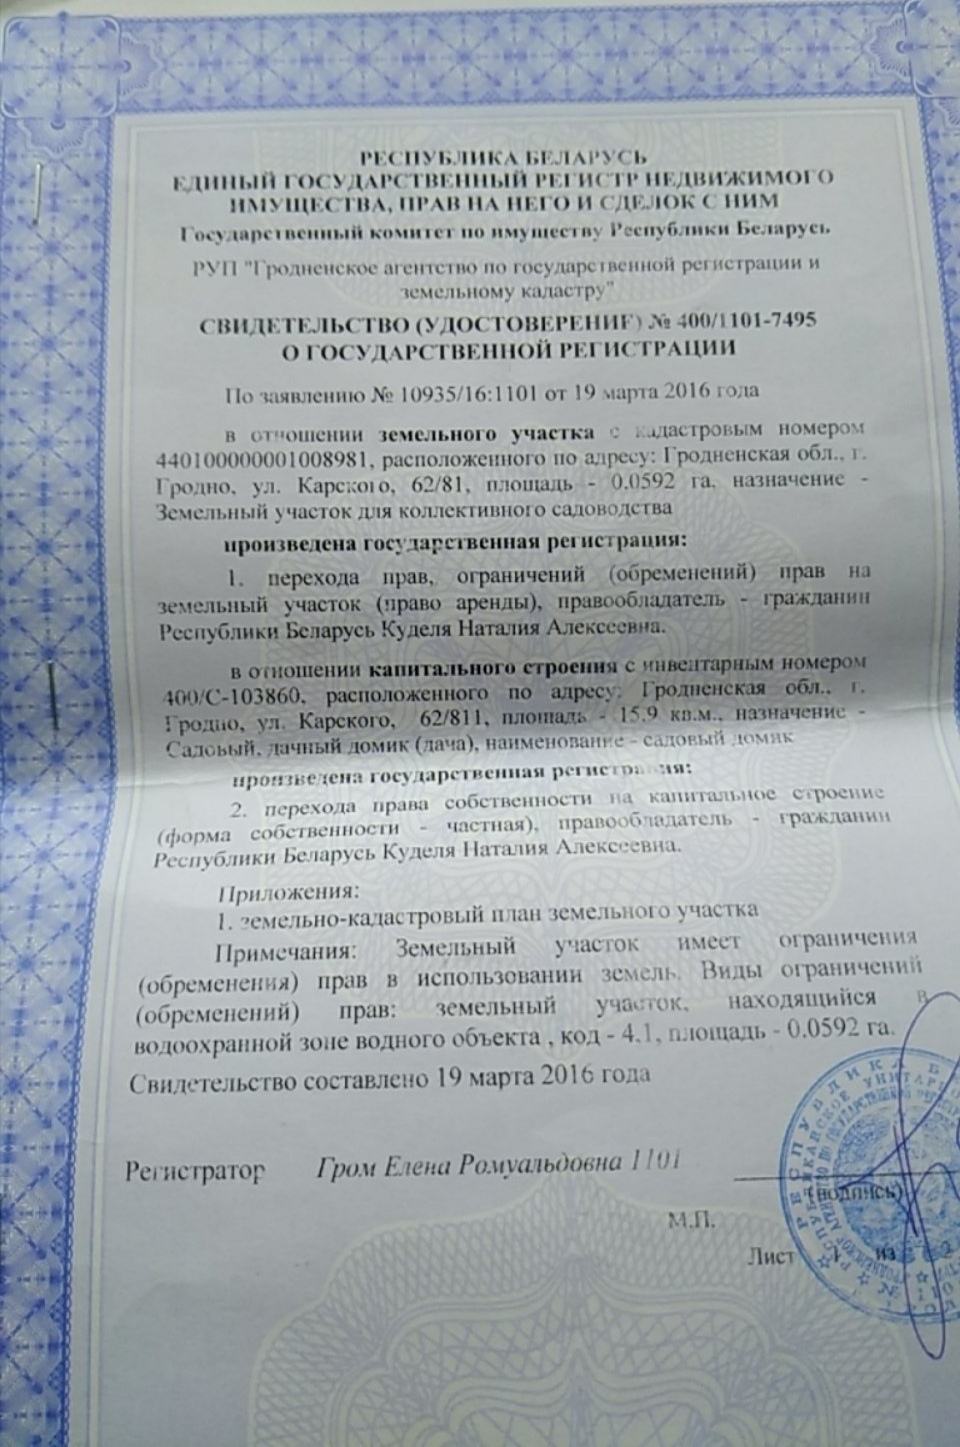 РЕСПУБЛИКА БЕЛАРУСЬ
ЕДИНЫЙ ГОСУДАРСТВЕННЫЙ РЕГИСТР НЕДВИЖИМОГО
ИМУЩЕСТВА, ПРАВ НА НЕГО И СДЕЛОК С НИМ
Государственный комитет по имуществу Республики Беларусь
РУП "Гродненское агентство по государственной регистрации и
земельному кадастру"
СВИДЕТЕЛЬСТВО (УДОСТОВЕРЕНИЕ) № 400/1101-7495
О ГОСУДАРСТВЕННОЙ РЕГИСТРАЦИИ
По заявлению № 10935/16:1101 от 19 марта 2016 года
в отношении земельного участка с кадастровым номером
440100000001008981, расположенного по адресу: Гродненская обл., г.
Гродно, ул. Карского, 62/81, площадь - 0.0592 га, назначение -
Земельный участок для коллективного садоводства
произведена государственная регистрация:
1. перехода прав, ограничений (обременений) прав на
земельный участок (право аренды), правообладатель - гражданин
Республики Беларусь Куделя Наталия Алексеевна.
в отношении капитального строения с инвентарным номером
400/С-103860, расположенного по адресу: Гродненская обл., г.
Гродно, ул. Карского, 62/811, площадь - 15.9 кв.м., назначение -
Садовый, дачный домик (дача), наименование - садовый домик
произведена государственная регистрация:
2. перехода права собственности на капитальное строение
(форма собственности - частная), правообладатель - гражданин
Республики Беларусь Куделя Наталия Алексеевна.
Приложения:
1. земельно-кадастровый план земельного участка
Примечания: Земельный участок имеет ограничения
(обременения) прав в использовании земель. Виды ограничений
(обременений) прав: земельный участок, находящийся в
водоохранной зоне водного объекта , код - 4,1, площадь - 0.0592 га.
Свидетельство составлено 19 марта 2016 года
Регистратор Гром Елена Ромуальдовна 1101
(подпись)
М.П.
Лист 1 из